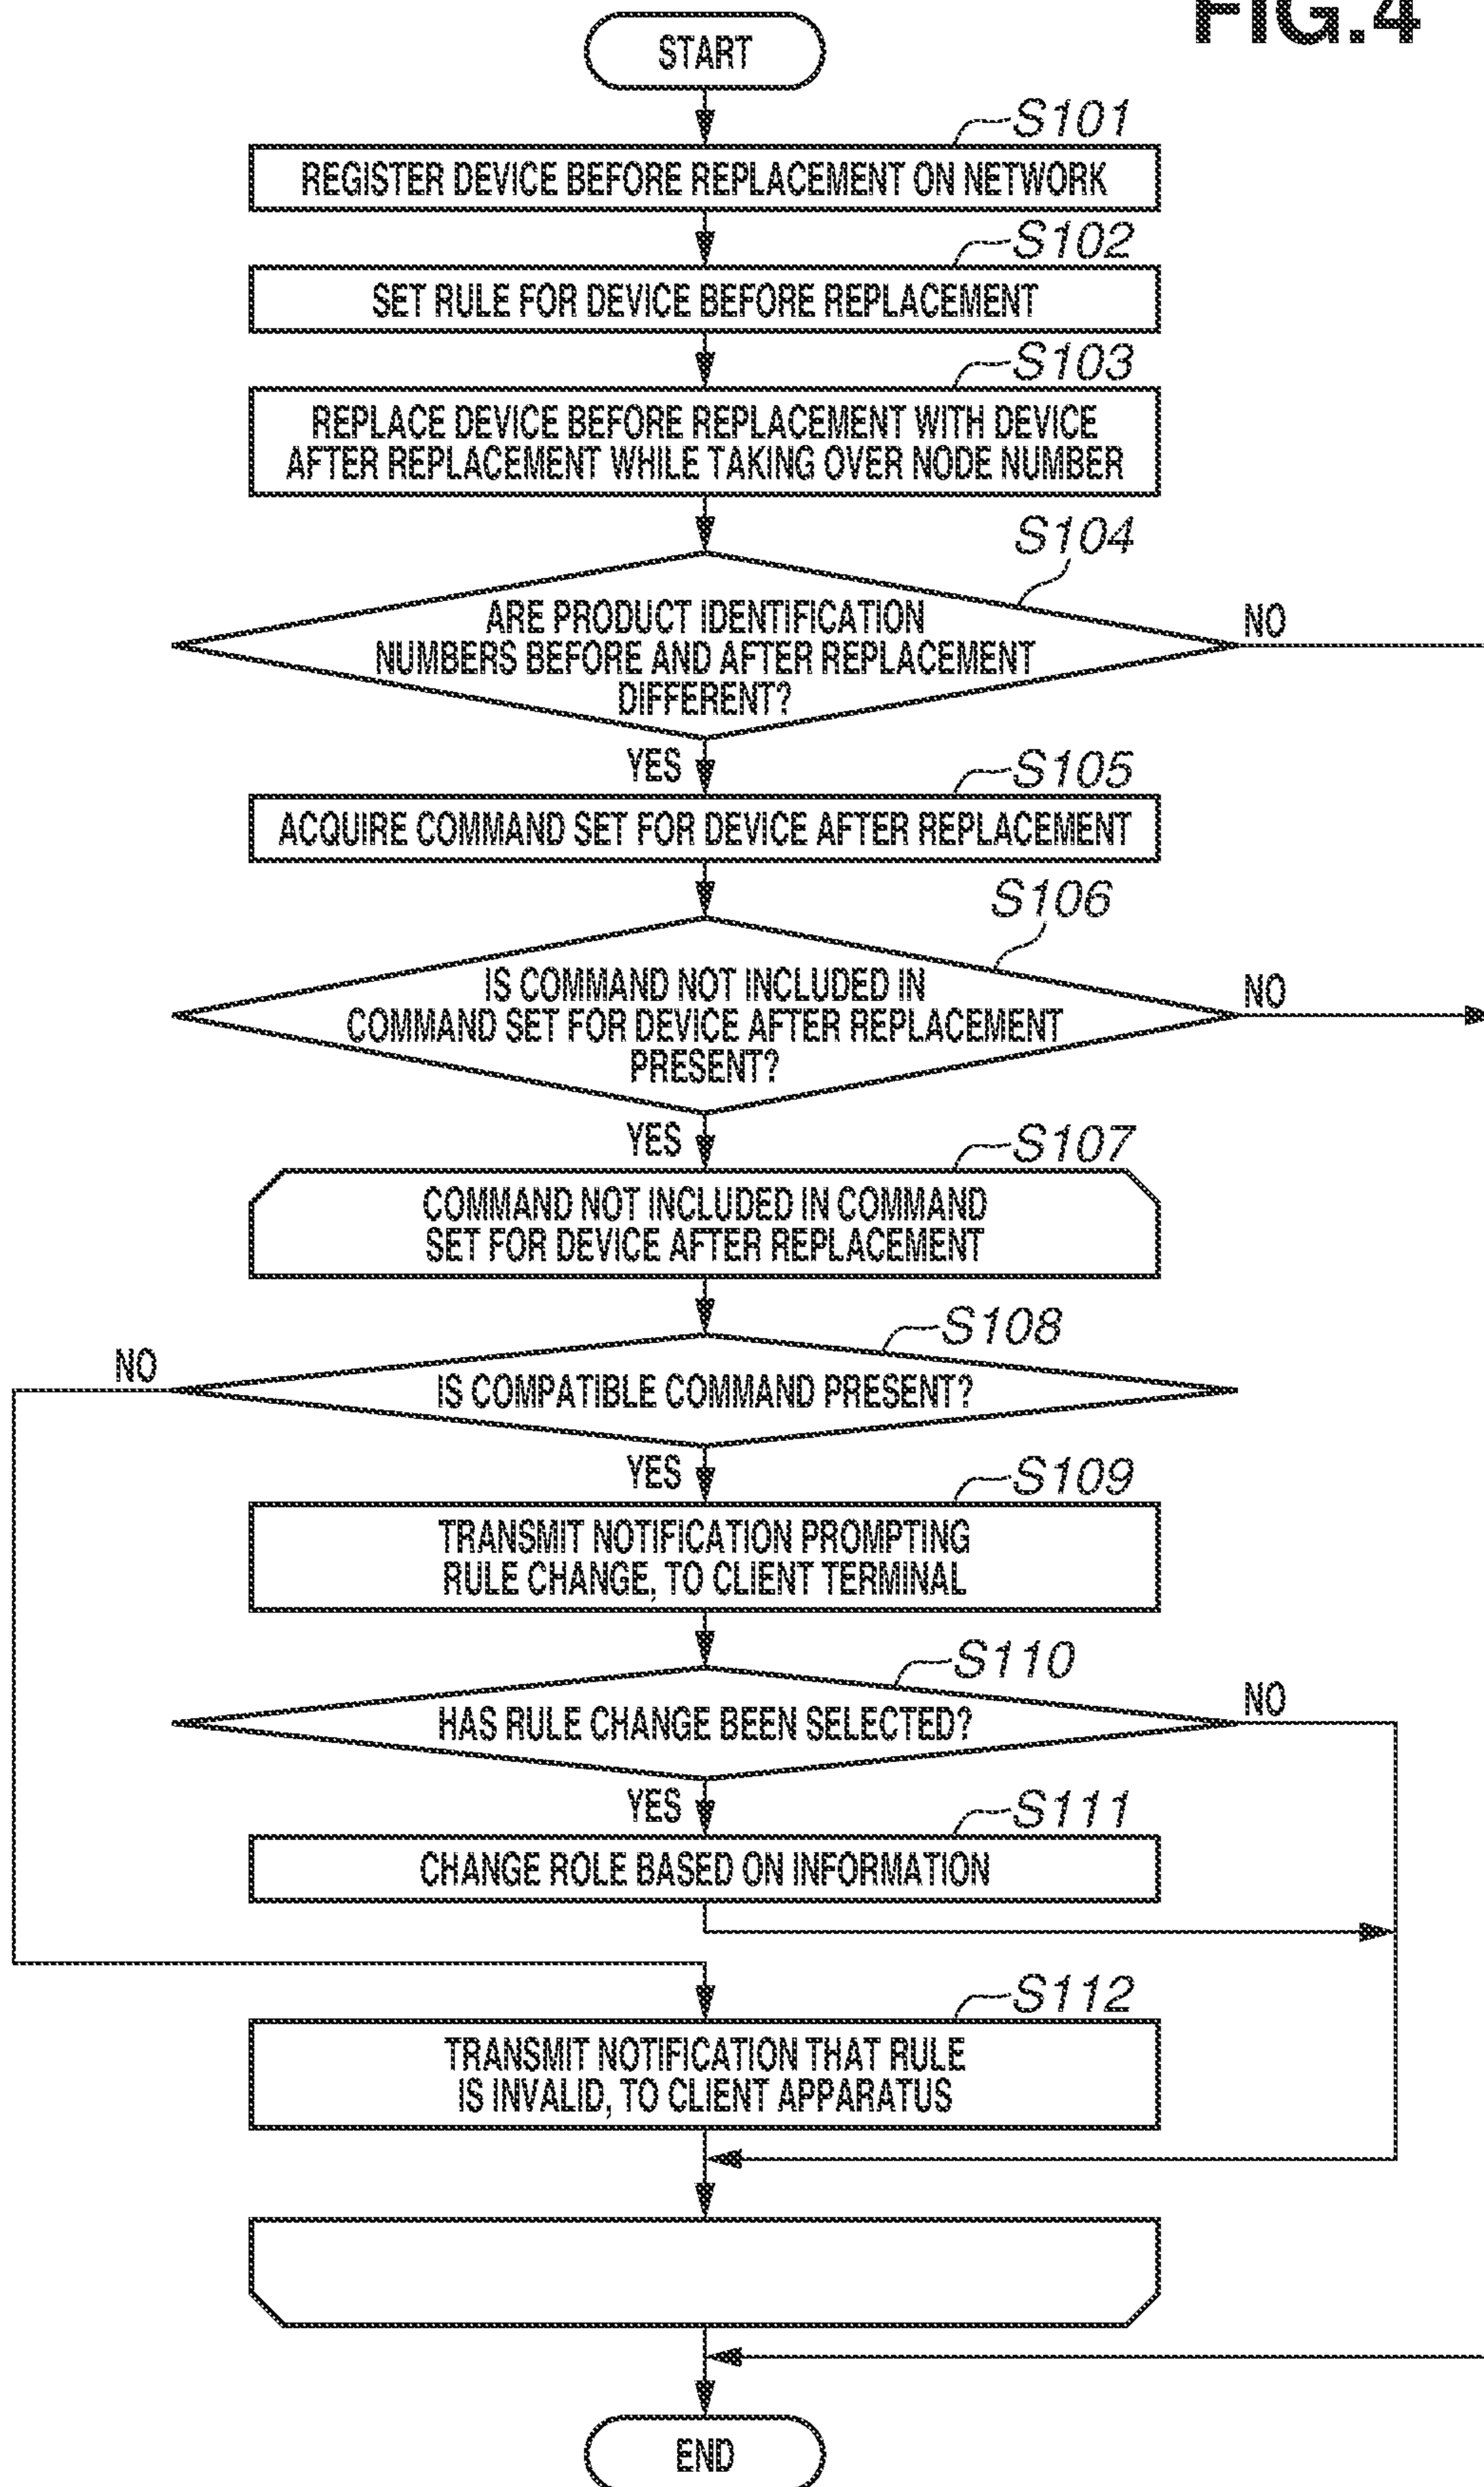 FIG.4
START
S101
REGISTER DEVICE BEFORE REPLACEMENT ON NETWORK
S102
SET RULE FOR DEVICE BEFORE REPLACEMENT
S103
REPLACE DEVICE BEFORE REPLACEMENT WITH DEVICE
AFTER REPLACEMENT WHILE TAKING OVER NODE NUMBER
S104
ARE PRODUCT IDENTIFICATION
NUMBERS BEFORE AND AFTER REPLACEMENT
DIFFERENT?
NO
YES
S105
ACQUIRE COMMAND SET FOR DEVICE AFTER REPLACEMENT
S106
IS COMMAND NOT INCLUDED IN
COMMAND SET FOR DEVICE AFTER REPLACEMENT
PRESENT?
NO
YES
S107
COMMAND NOT INCLUDED IN COMMAND
SET FOR DEVICE AFTER REPLACEMENT
S108
NO
IS COMPATIBLE COMMAND PRESENT?
YES
S109
TRANSMIT NOTIFICATION PROMPTING
RULE CHANGE, TO CLIENT TERMINAL
S110
HAS RULE CHANGE BEEN SELECTED?
NO
YES
S111
CHANGE ROLE BASED ON INFORMATION
S112
TRANSMIT NOTIFICATION THAT RULE
IS INVALID, TO CLIENT APPARATUS
END